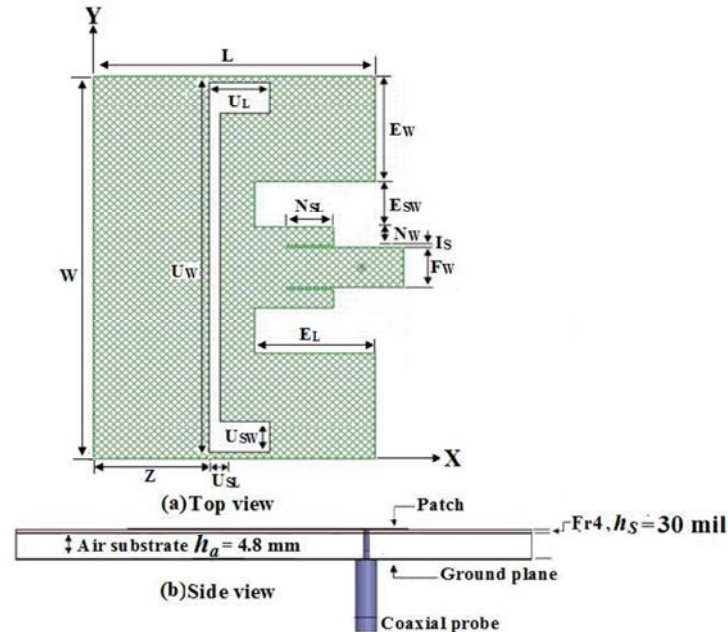 Y
L
UL
EW
ESW
NSL
NW
IS
FW
UW
W
EL
USW
X
Z
USL
(a)Top view
Patch
Fr4, hS = 30 mil
Air substrate ha = 4.8 mm
Ground plane
(b)Side view
Coaxial probe